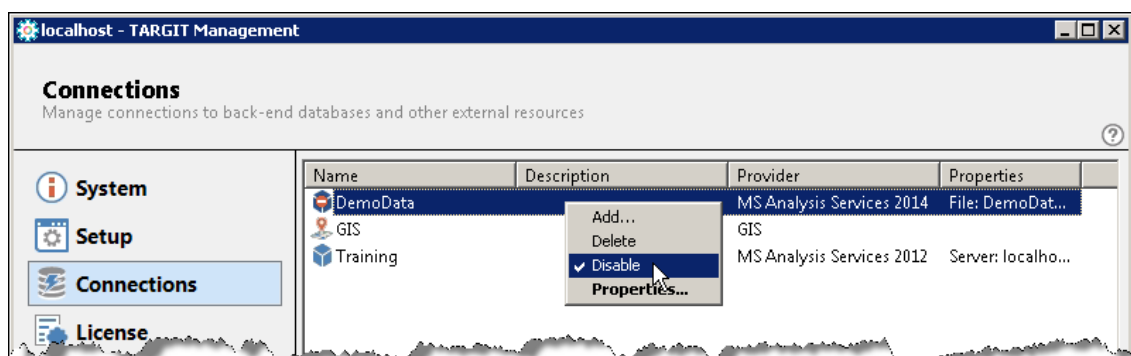 localhost - TARGIT Management
Connections
Manage connections to back-end databases and other external resources
?
System
Setup
Connections
License
Name Description Provider Properties
DemoData MS Analysis Services 2014 File: DemoDat...
GIS GIS
Training MS Analysis Services 2012 Server: localho...
Add...
Delete
Disable
Properties...